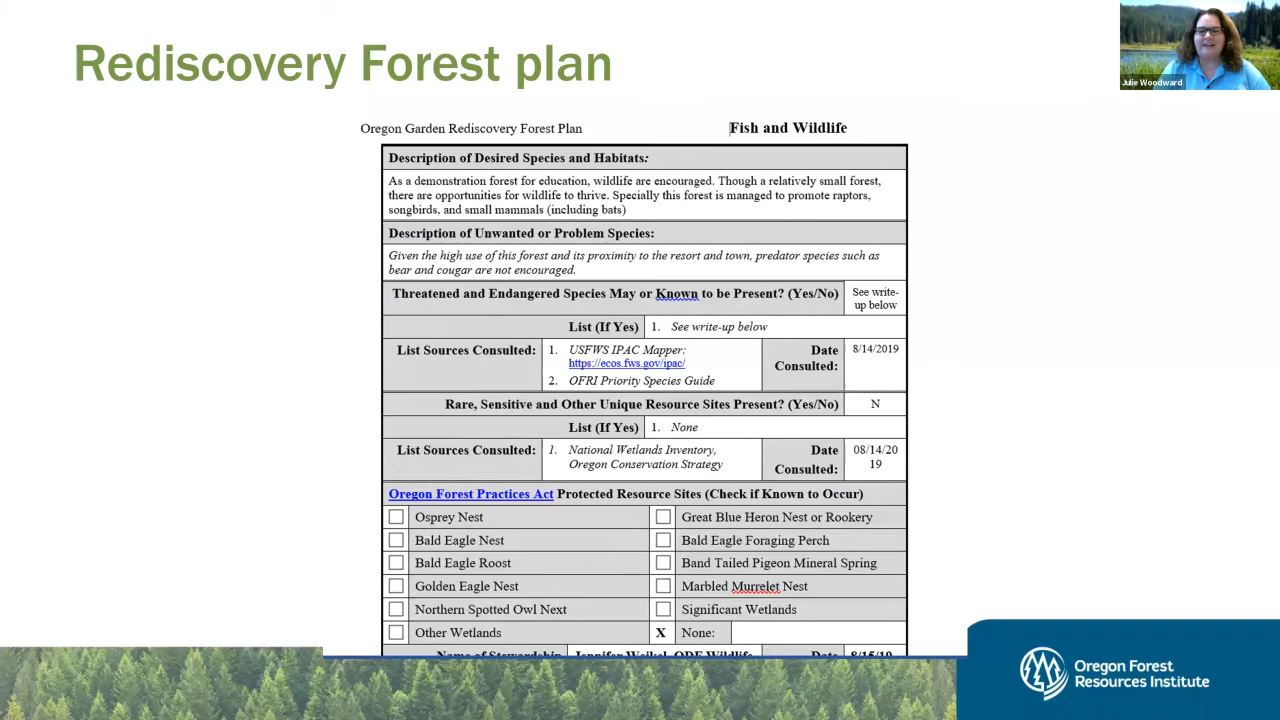 Rediscovery Forest plan
Julie Woodward
Oregon Garden Rediscovery Forest Plan
Fish and Wildlife
Description of Desired Species and Habitats:
As a demonstration forest for education, wildlife are encouraged. Though a relatively small forest,
there are opportunities for wildlife to thrive. Specially this forest is managed to promote raptors,
songbirds, and small mammals (including bats)
Description of Unwanted or Problem Species:
Given the high use of this forest and its proximity to the resort and town, predator species such as
bear and cougar are not encouraged.
Threatened and Endangered Species May or Known to be Present? (Yes/No)
See write-
up below
List (If Yes)
1. See write-up below
List Sources Consulted:
1. USFWS IPAC Mapper:
https://ecos.fws.gov/ipac/
2. OFRI Priority Species Guide
Date
Consulted:
8/14/2019
Rare, Sensitive and Other Unique Resource Sites Present? (Yes/No)
N
List (If Yes)
1. None
List Sources Consulted:
1. National Wetlands Inventory,
Oregon Conservation Strategy
Date
Consulted:
08/14/20
19
Oregon Forest Practices Act Protected Resource Sites (Check if Known to Occur)
Osprey Nest
Great Blue Heron Nest or Rookery
Bald Eagle Nest
Bald Eagle Foraging Perch
Bald Eagle Roost
Band Tailed Pigeon Mineral Spring
Golden Eagle Nest
Marbled Murrelet Nest
Northern Spotted Owl Next
Significant Wetlands
Other Wetlands
X None:
Name of Stewardship
Jennifer Weikel, ODF Wildlife
Date
8/15/19
Oregon Forest
Resources Institute